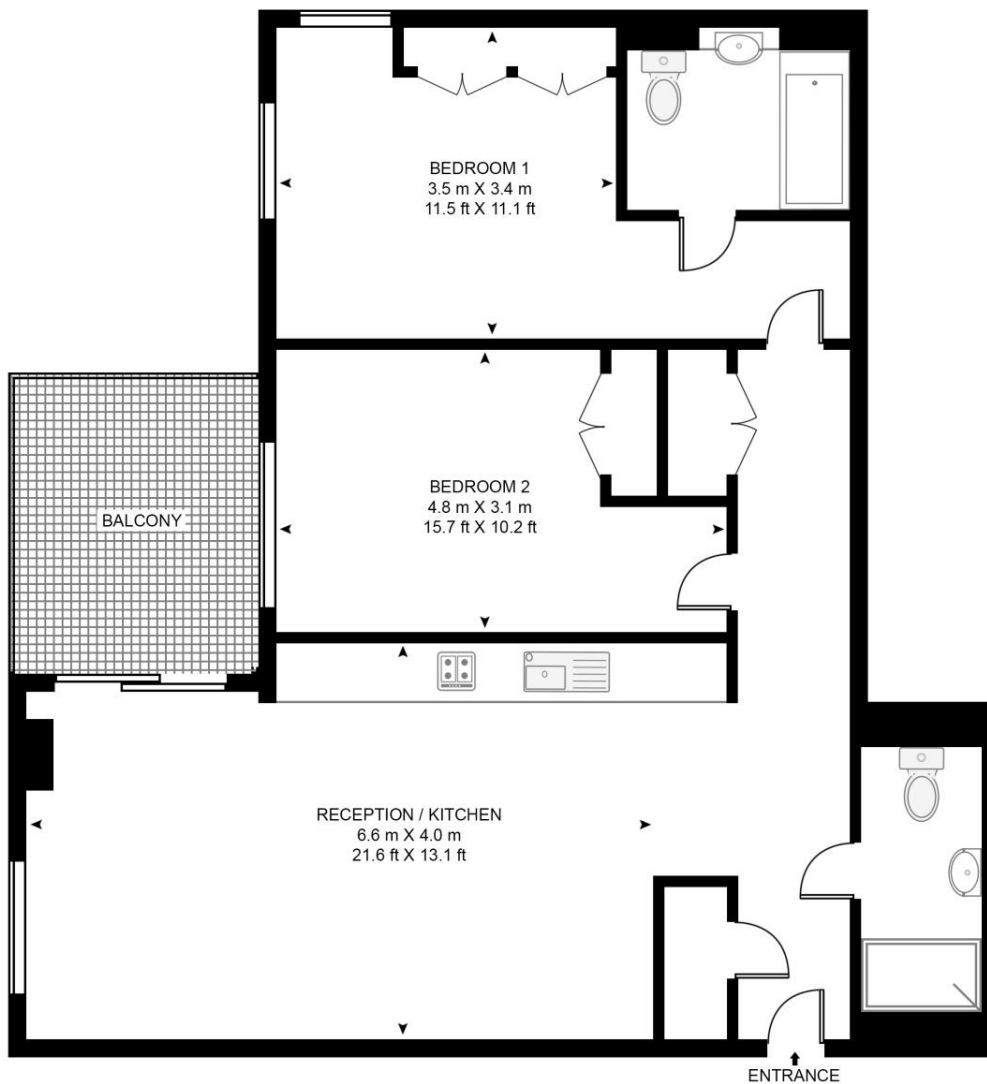 BEDROOM 1
3.5 m X 3.4 m
11.5 ft X 11.1 ft
BEDROOM 2
4.8 m X 3.1 m
15.7 ft X 10.2 ft
BALCONY
RECEPTION / KITCHEN
6.6 m X 4.0 m
21.6 ft X 13.1 ft
ENTRANCE